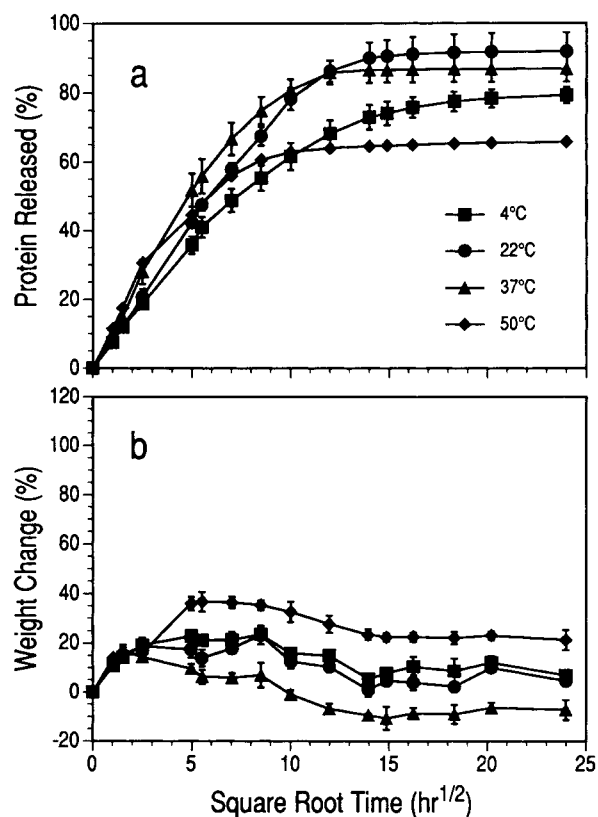 100
a
80
Protein Released (%)
60
40
20
0
4°C
22°C
37°C
50°C
120
b
100
80
Weight Change (%)
60
40
20
0
-20
0 5 10 15 20 25
Square Root Time (hr1/2)